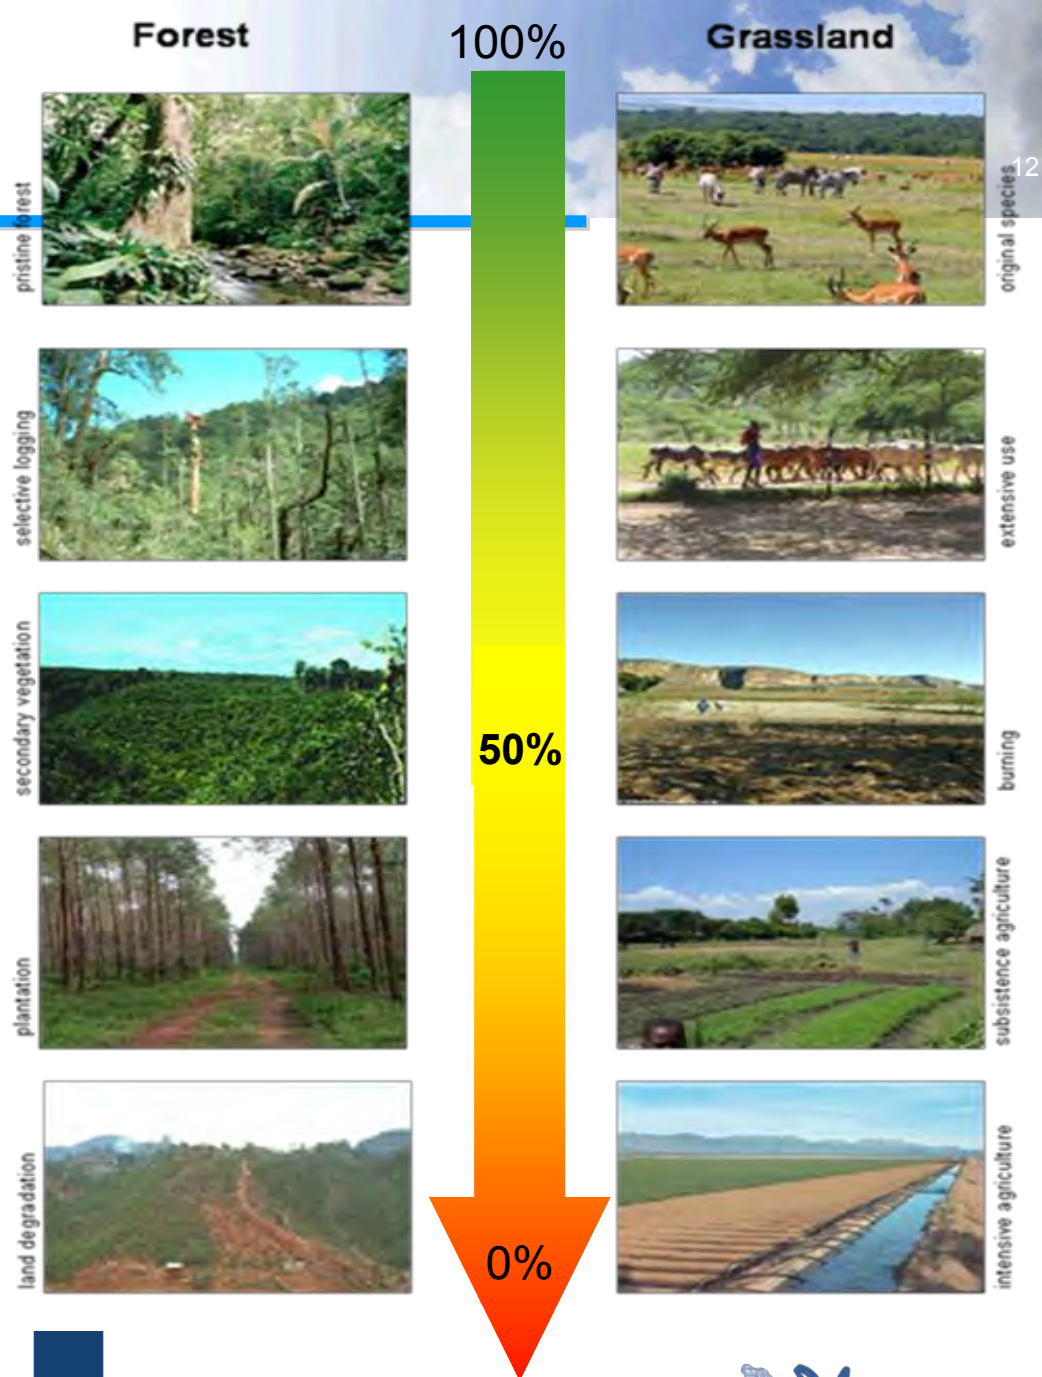 Forest
100%
Grassland
12
pristine forest
original species
selective logging
extensive use
secondary vegetation
50%
burning
plantation
subsistence agriculture
land degradation
0%
intensive agriculture